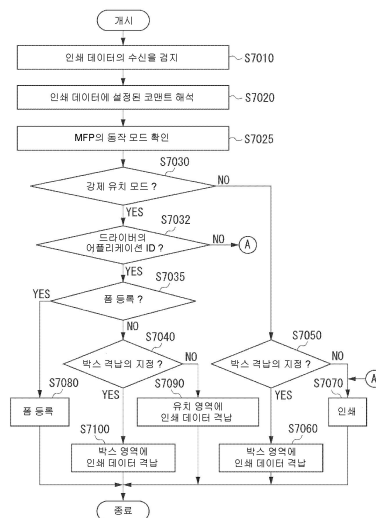 개시
인쇄 데이터의 수신을 검지
S7010
인쇄 데이터에 설정된 코맨트 해석
S7020
MFP의 동작 모드 확인
S7025
S7030
강제 유치 모드 ?
NO
YES
S7032
드라이버의
어플리케이션 ID ?
NO
A
YES
S7035
폼 등록 ?
YES
NO
S7040
박스 격납의 지정 ?
NO
YES
S7050
박스 격납의 지정 ?
NO
YES
A
S7080
폼 등록
S7090
유치 영역에
인쇄 데이터 격납
S7070
인쇄
S7100
박스 영역에
인쇄 데이터 격납
S7060
박스 영역에
인쇄 데이터 격납
종료